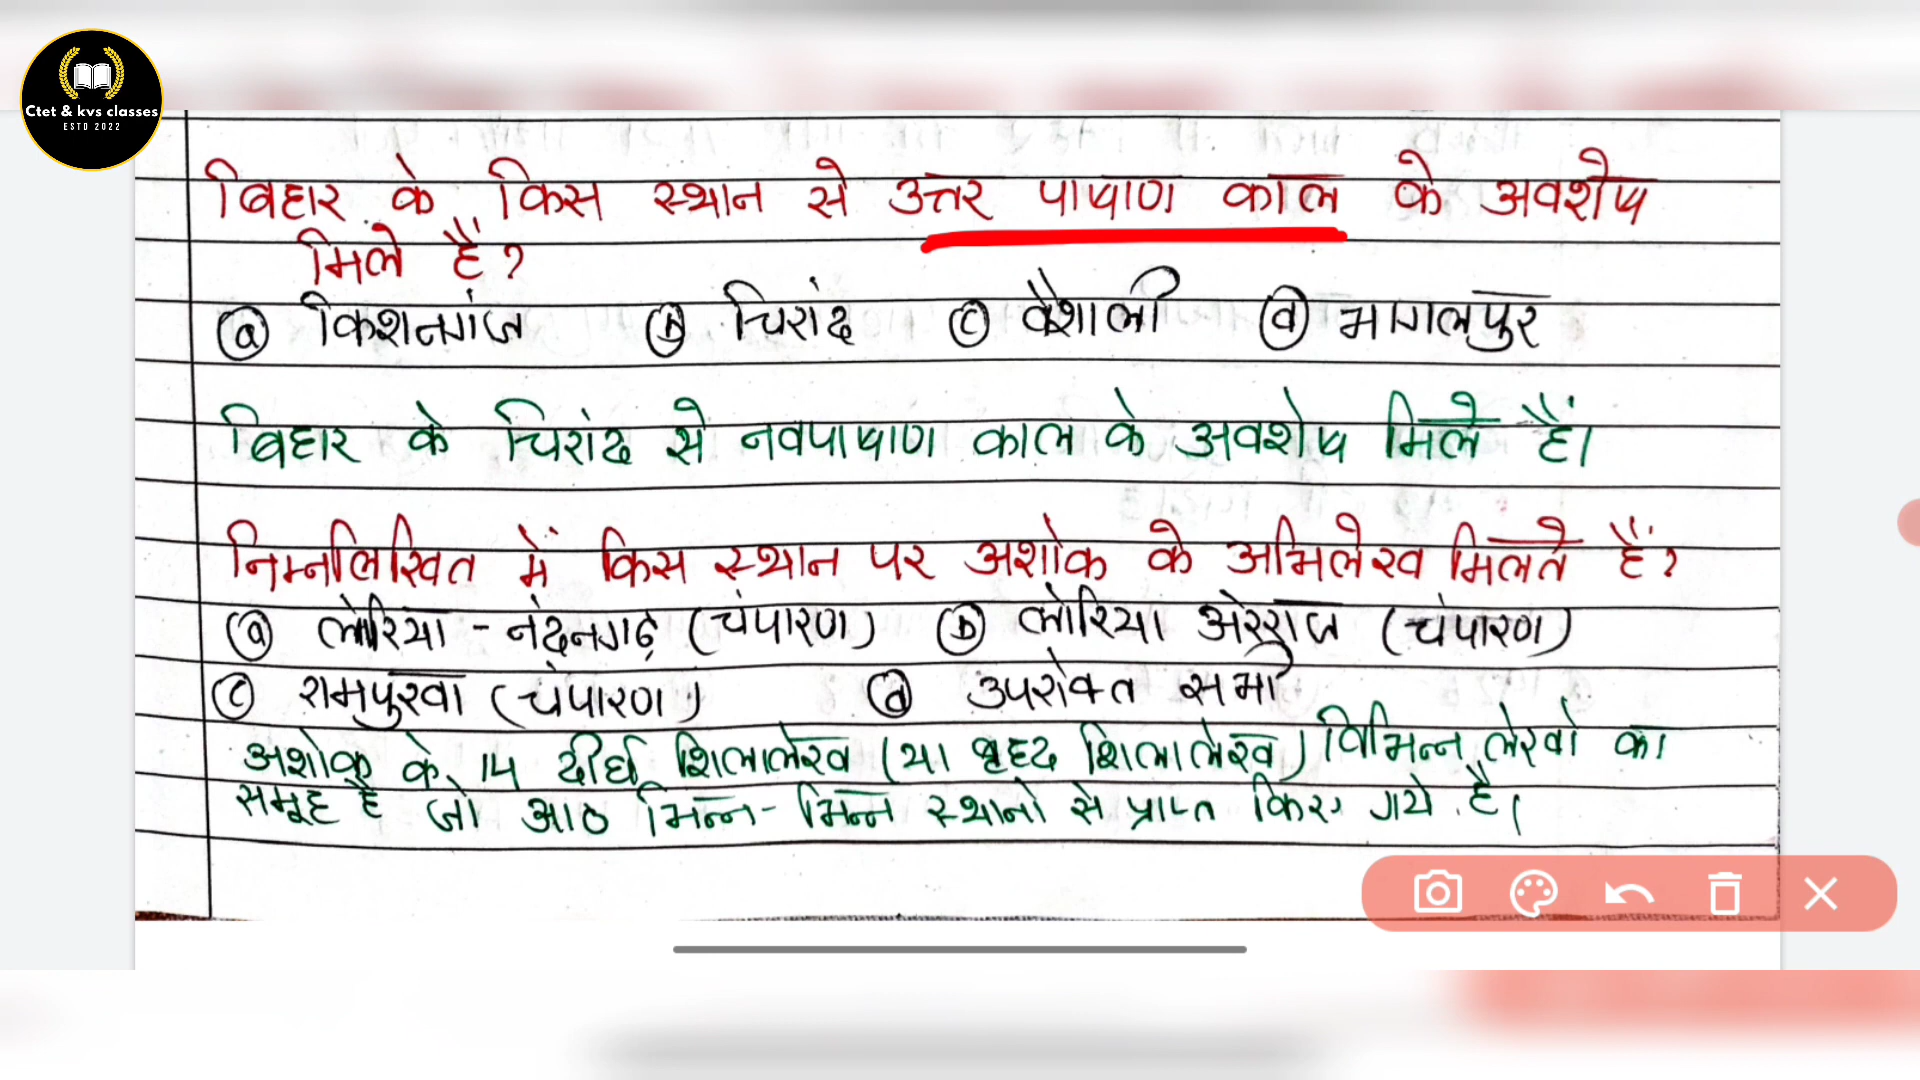 Ctet & kvs classes
ESTD 2022
बिहार के किस स्थान से उत्तर पाषाण काल के अवशेष
मिले हैं?
(a) किशनगंज (b) चिरांद (c) वैशाली (d) भागलपुर
बिहार के चिरांद से नवपाषाण काल के अवशेष मिले हैं।
निम्नलिखित में किस स्थान पर अशोक के अभिलेख मिलते हैं?
(a) लौरिया - नंदनगढ़ (चंपारण) (b) लोरिया अरेराज (चंपारण)
(c) रामपुरवा (चंपारण) (d) उपरोक्त सभी
अशोक के 14 दीर्घ शिलालेख (या वृहद शिलालेख) विभिन्न लेखों का
समूह है जो आठ भिन्न-भिन्न स्थानों से प्राप्त किए गये है।